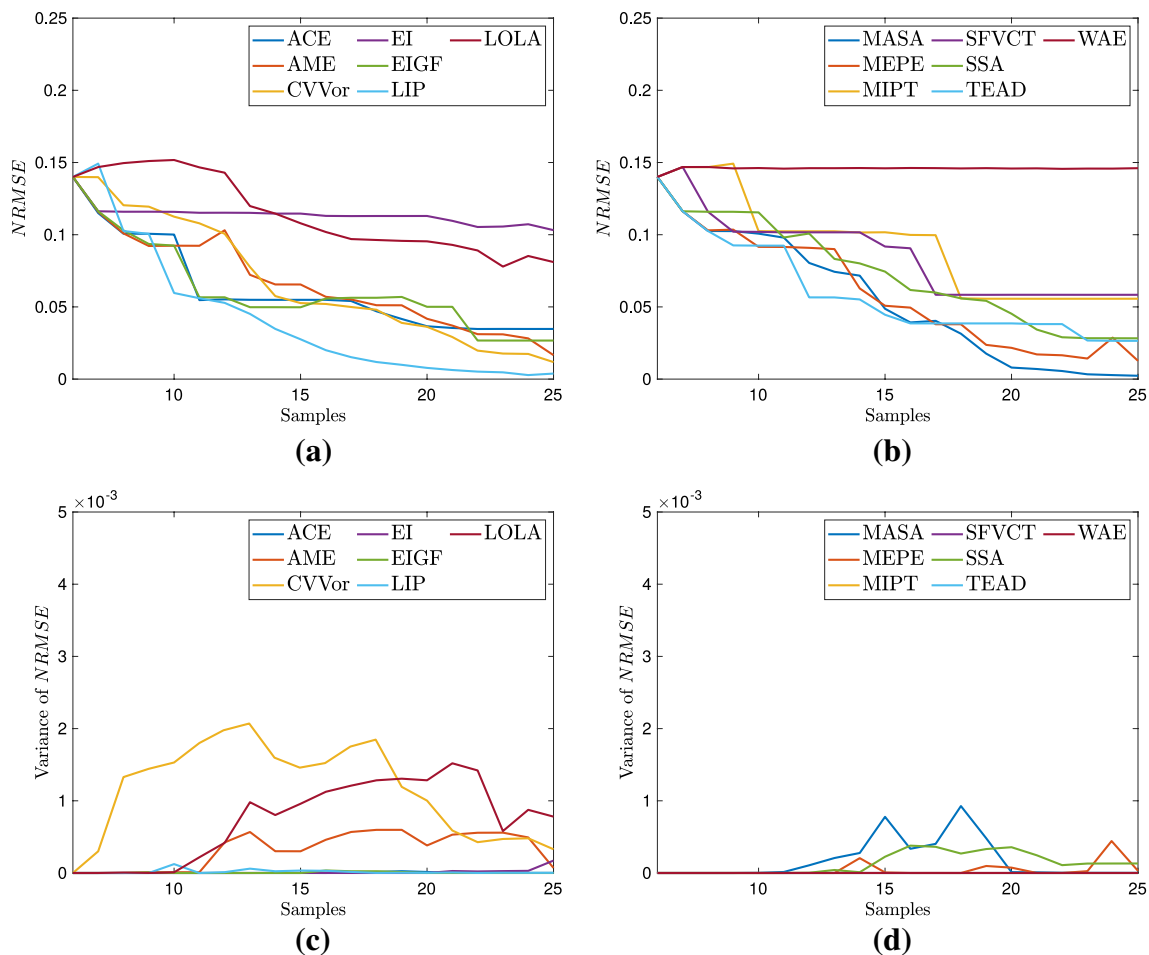 0.25
0.2
0.15
0.1
0.05
0
NRMSE
10 15 20 25
Samples
ACE EI LOLA
AME EIGF
CVVor LIP
(a)
0.25
0.2
0.15
0.1
0.05
0
NRMSE
10 15 20 25
Samples
MASA SFVCT WAE
MEPE SSA
MIPT TEAD
(b)
×10⁻³
5
4
3
2
1
0
Variance of NRMSE
10 15 20 25
Samples
ACE EI LOLA
AME EIGF
CVVor LIP
(c)
×10⁻³
5
4
3
2
1
0
Variance of NRMSE
10 15 20 25
Samples
MASA SFVCT WAE
MEPE SSA
MIPT TEAD
(d)